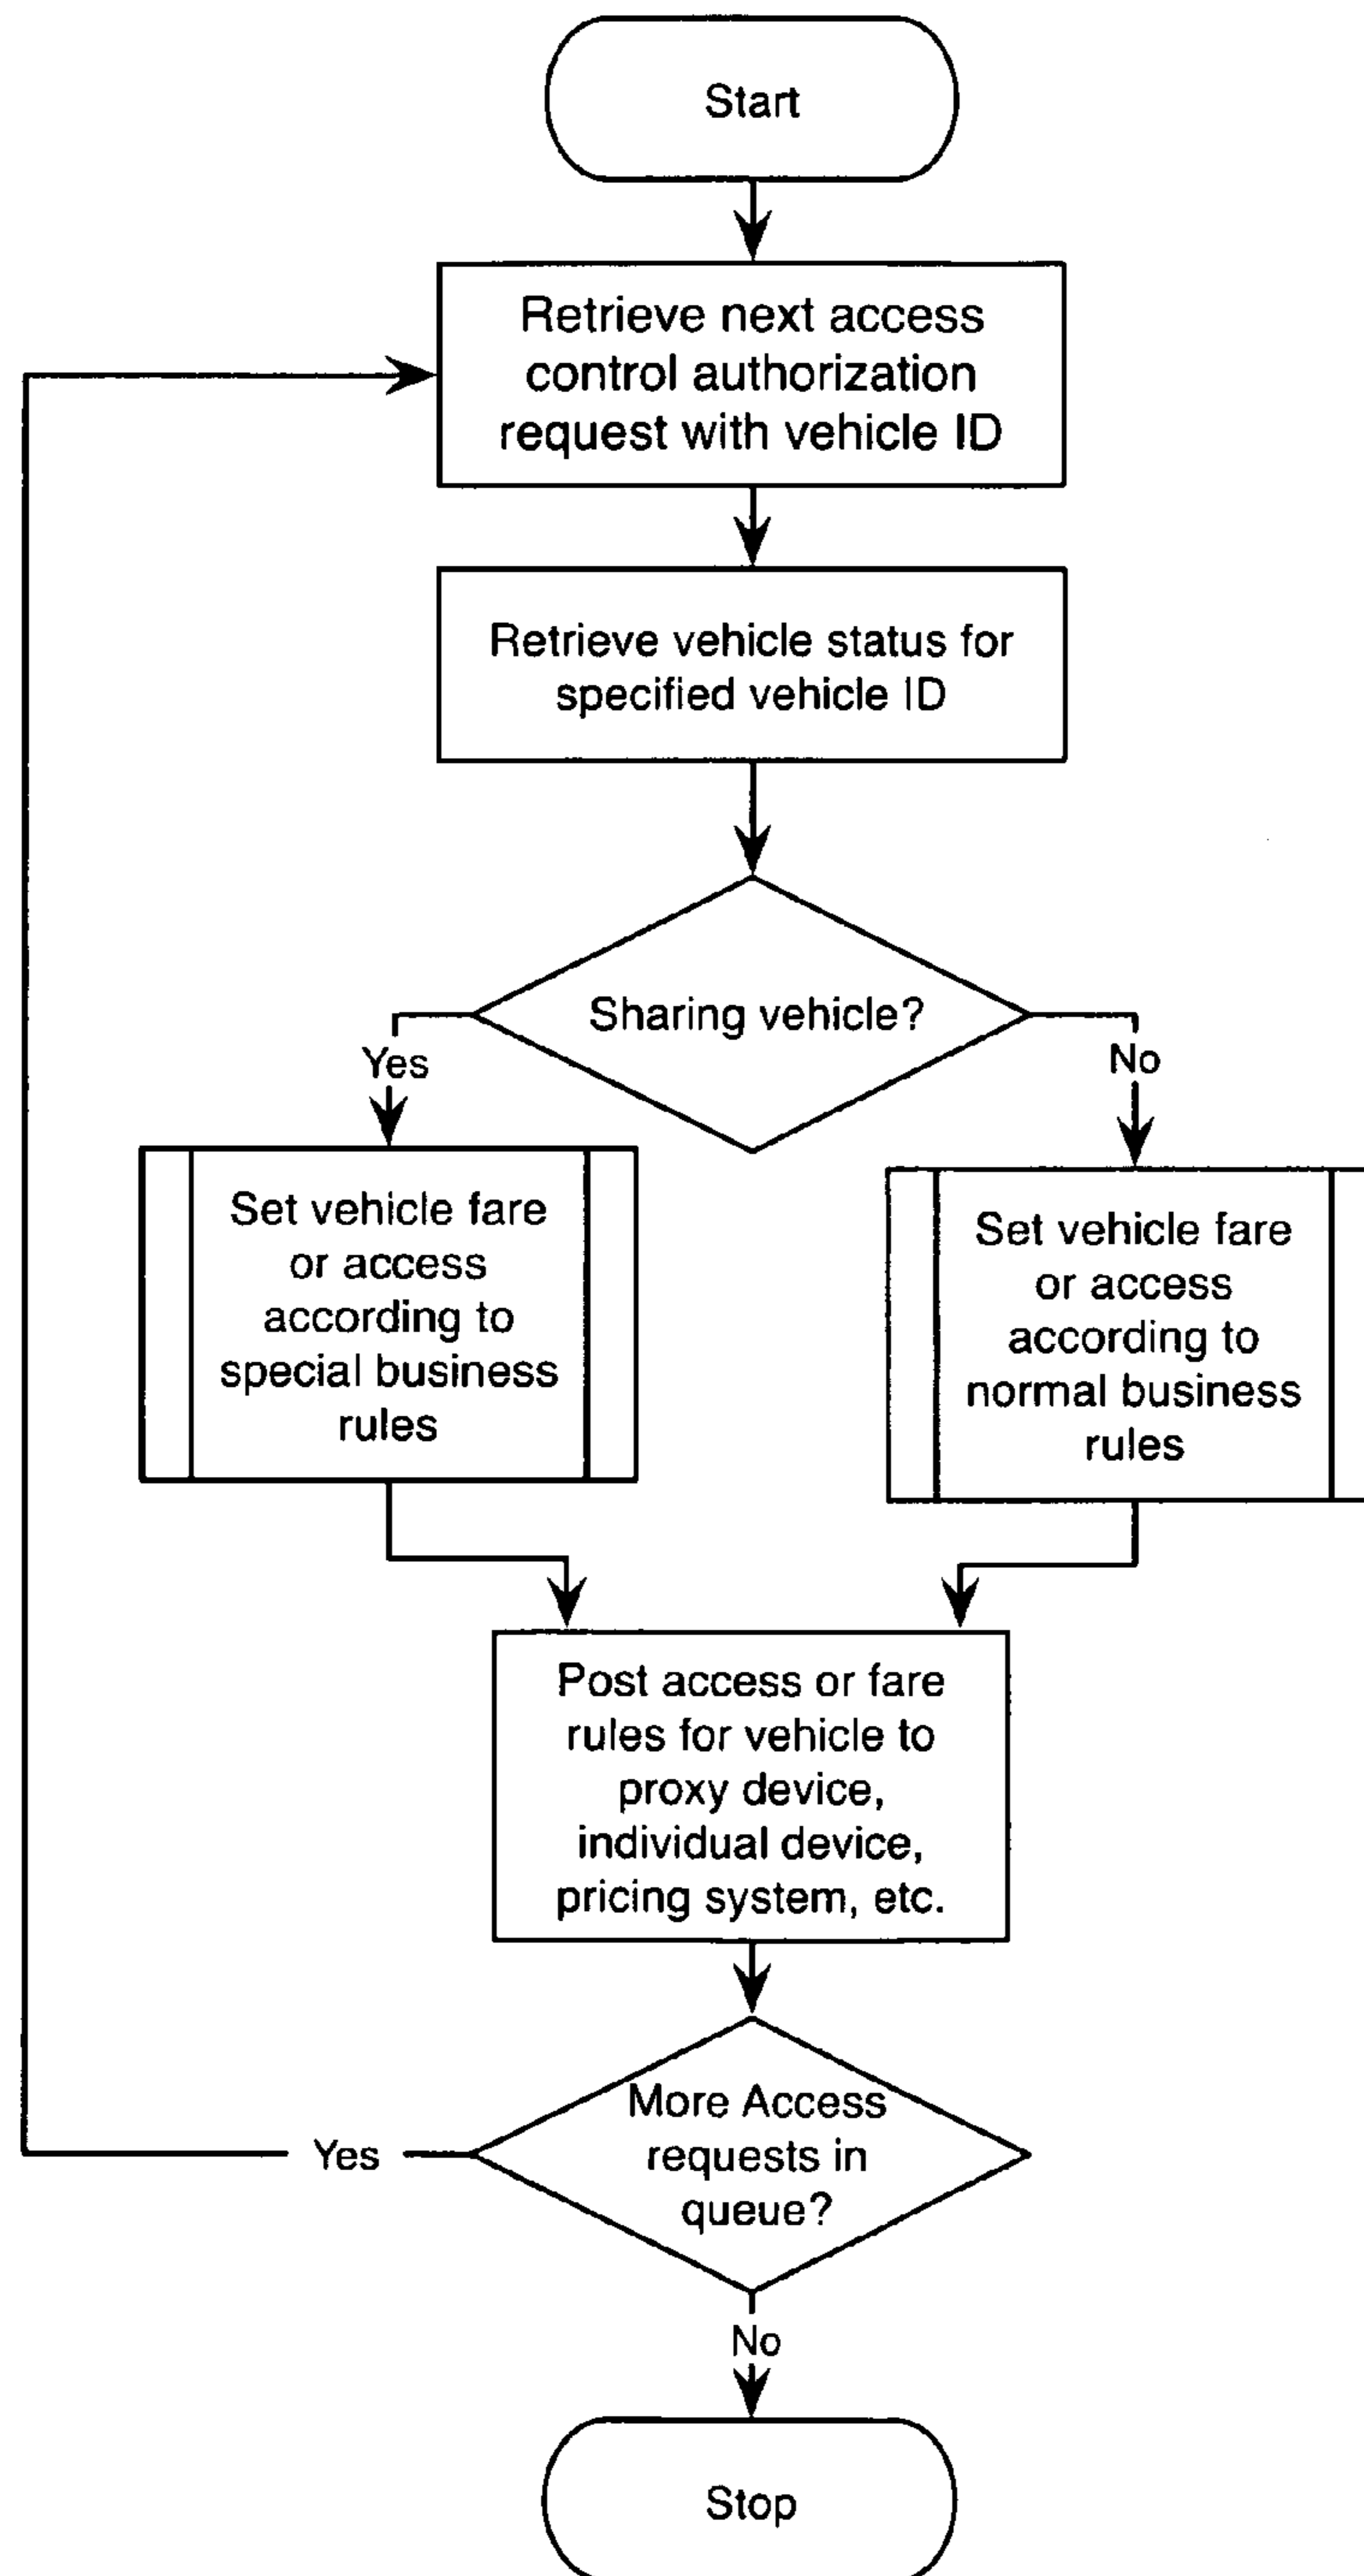 Start
Retrieve next access
control authorization
request with vehicle ID
Retrieve vehicle status for
specified vehicle ID
Sharing vehicle?
Yes
No
Set vehicle fare
or access
according to
special business
rules
Set vehicle fare
or access
according to
normal business
rules
Post access or fare
rules for vehicle to
proxy device,
individual device,
pricing system, etc.
More Access
requests in
queue?
Yes
No
Stop